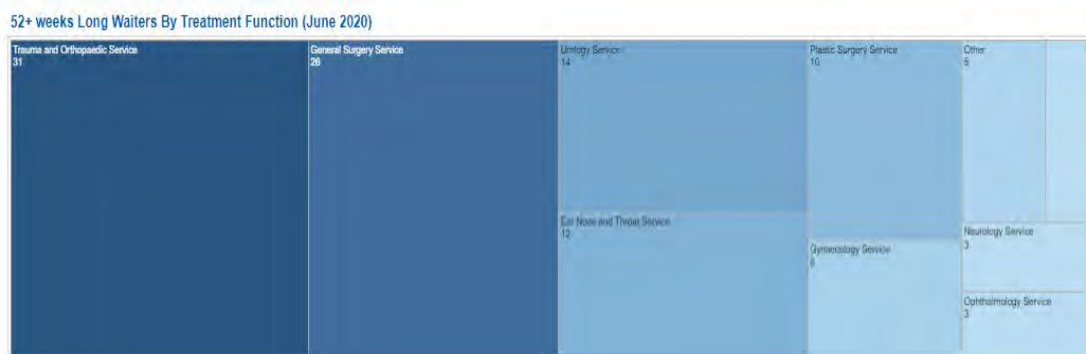 52+ weeks Long Waiters By Treatment Function (June 2020)
Trauma and Orthopaedic Service
31
General Surgery Service
26
Urology Service
14
Ear Nose and Throat Service
12
Plastic Surgery Service
10
Gynaecology Service
6
Other
5
Neurology Service
3
Ophthalmology Service
3